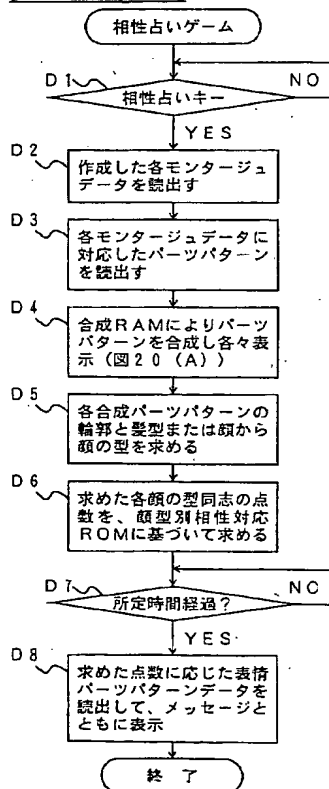 相性占いゲーム
D1
相性占いキー
NO
YES
D2
作成した各モンタージュ
データを読出す
D3
各モンタージュデータに
対応したパーツパターン
を読出す
D4
合成RAMによりパーツ
パターンを合成し各々表
示(図20(A))
D5
各合成パーツパターンの
輪郭と髪型または顔から
顔の型を求める
D6
求めた各顔の型同志の点
数を、顔型別相性対応
ROMに基づいて求める
D7
所定時間経過?
NO
YES
D8
求めた点数に応じた表情
パーツパターンデータを
読出して、メッセージと
ともに表示
終了